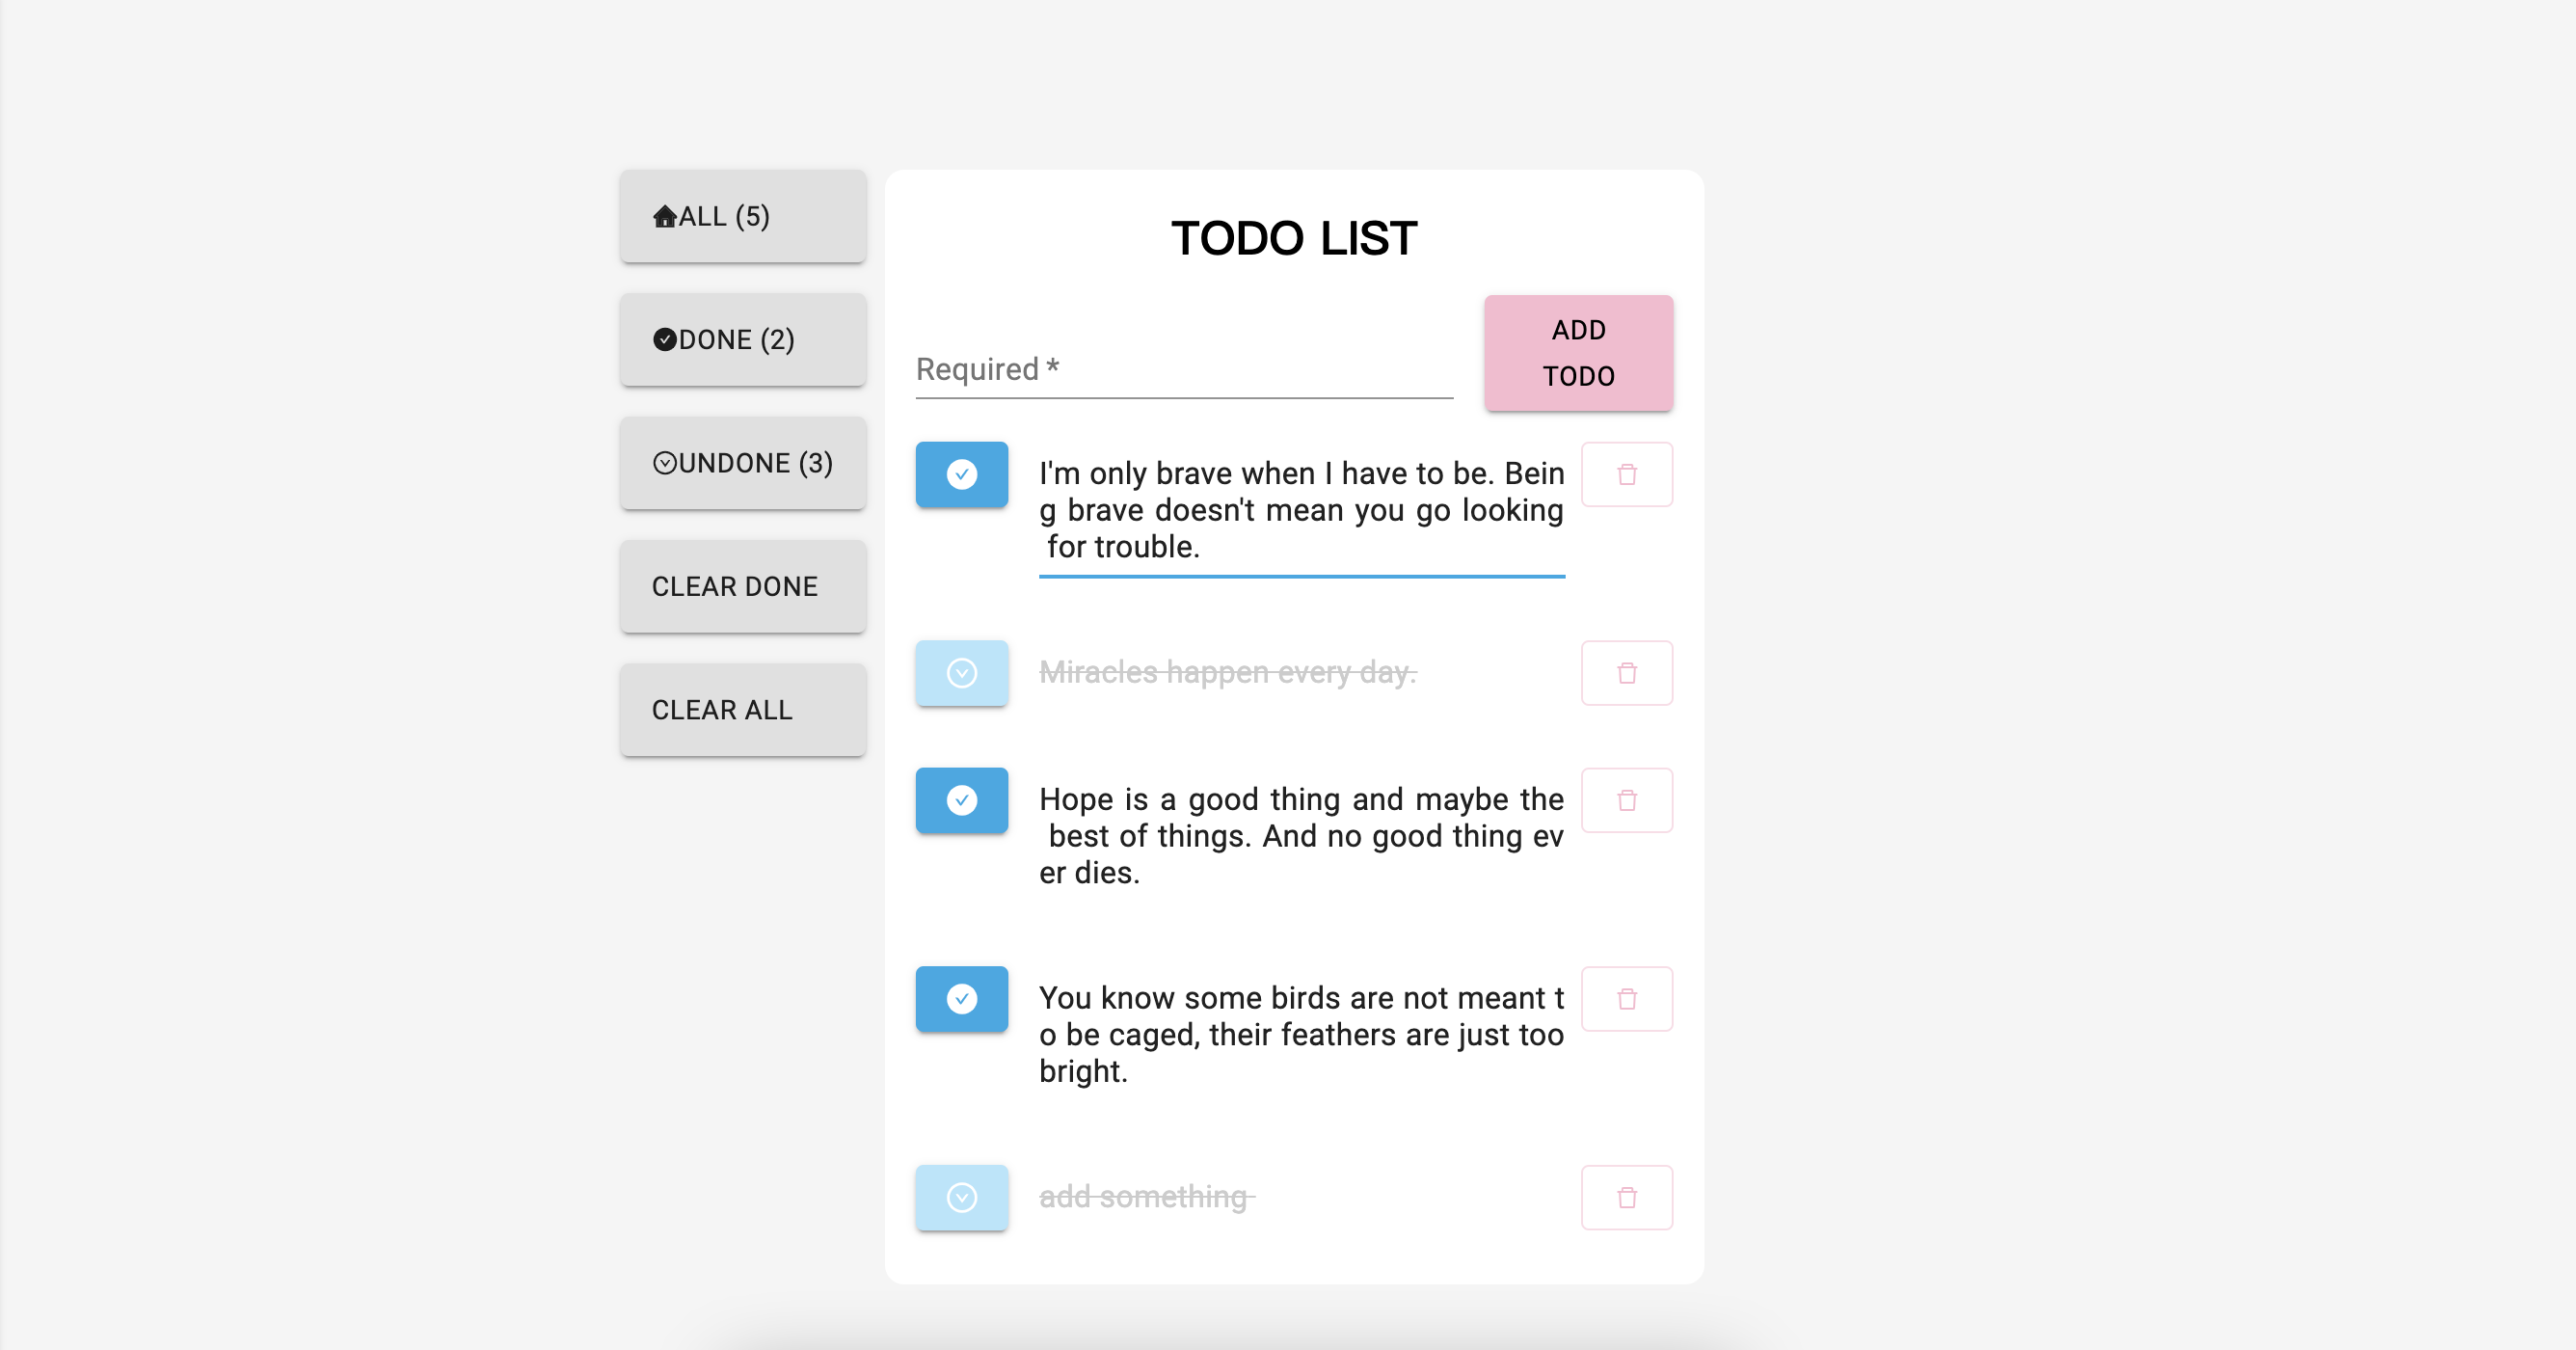 ALL (5)
DONE (2)
UNDONE (3)
CLEAR DONE
CLEAR ALL
TODO LIST
Required *
ADD
TODO
I'm only brave when I have to be. Bein
g brave doesn't mean you go looking
for trouble.
Miracles happen every day.
Hope is a good thing and maybe the
best of things. And no good thing ev
er dies.
You know some birds are not meant t
o be caged, their feathers are just too
bright.
add something